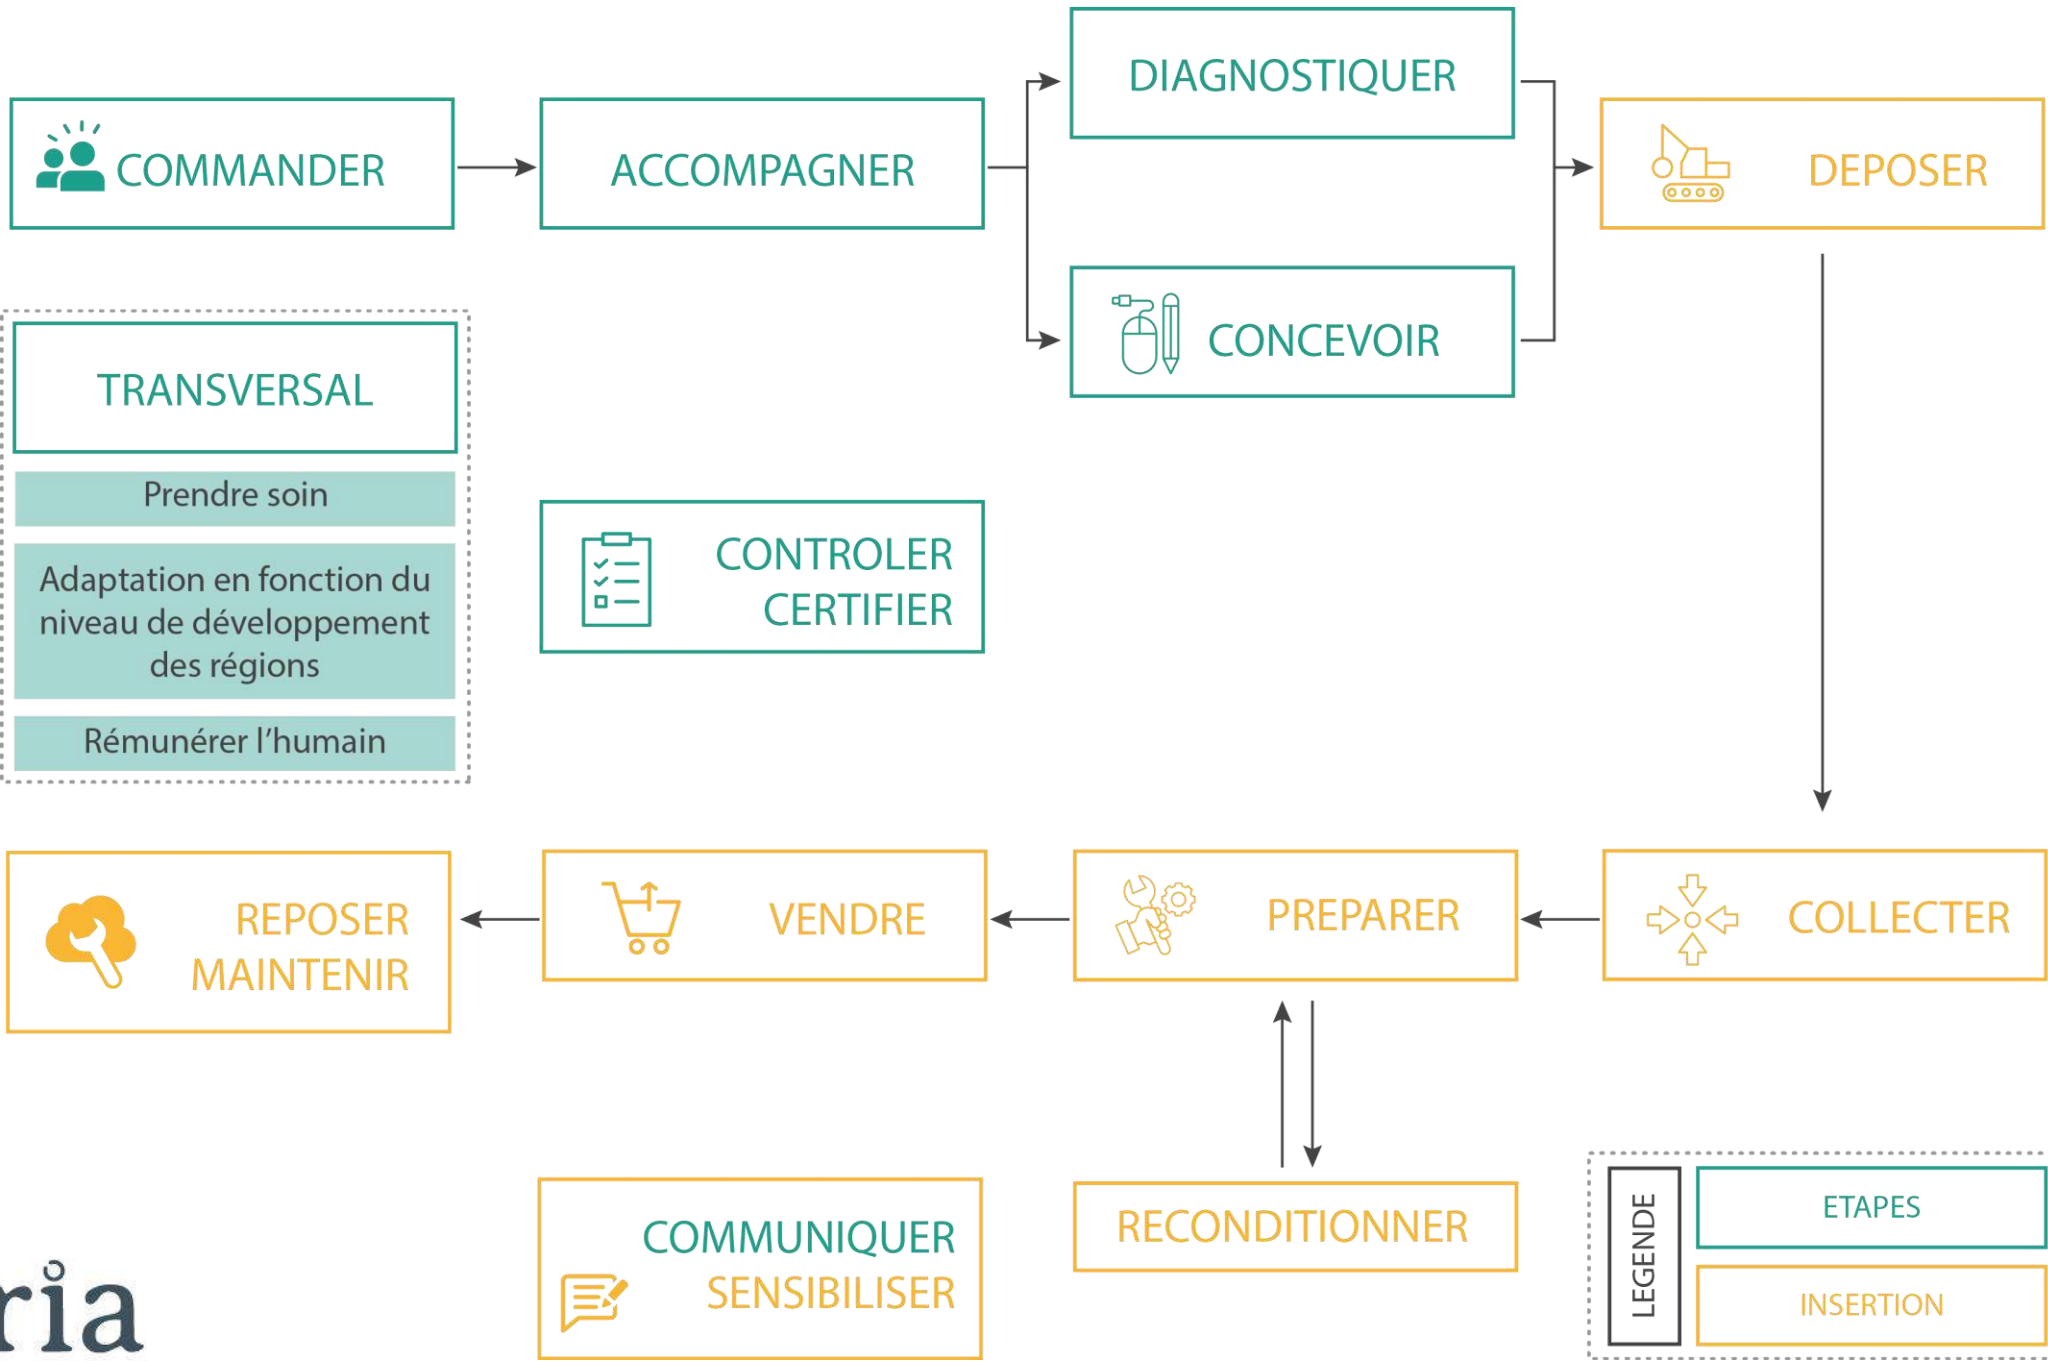 DIAGNOSTIQUER
COMMANDER
ACCOMPAGNER
DEPOSER
CONCEVOIR
TRANSVERSAL
Prendre soin
Adaptation en fonction du
niveau de développement
des régions
Rémunérer l'humain
CONTROLER
CERTIFIER
REPOSER
MAINTENIR
VENDRE
PREPARER
COLLECTER
COMMUNIQUER
SENSIBILISER
RECONDITIONNER
LEGENDE
ETAPES
INSERTION
ria